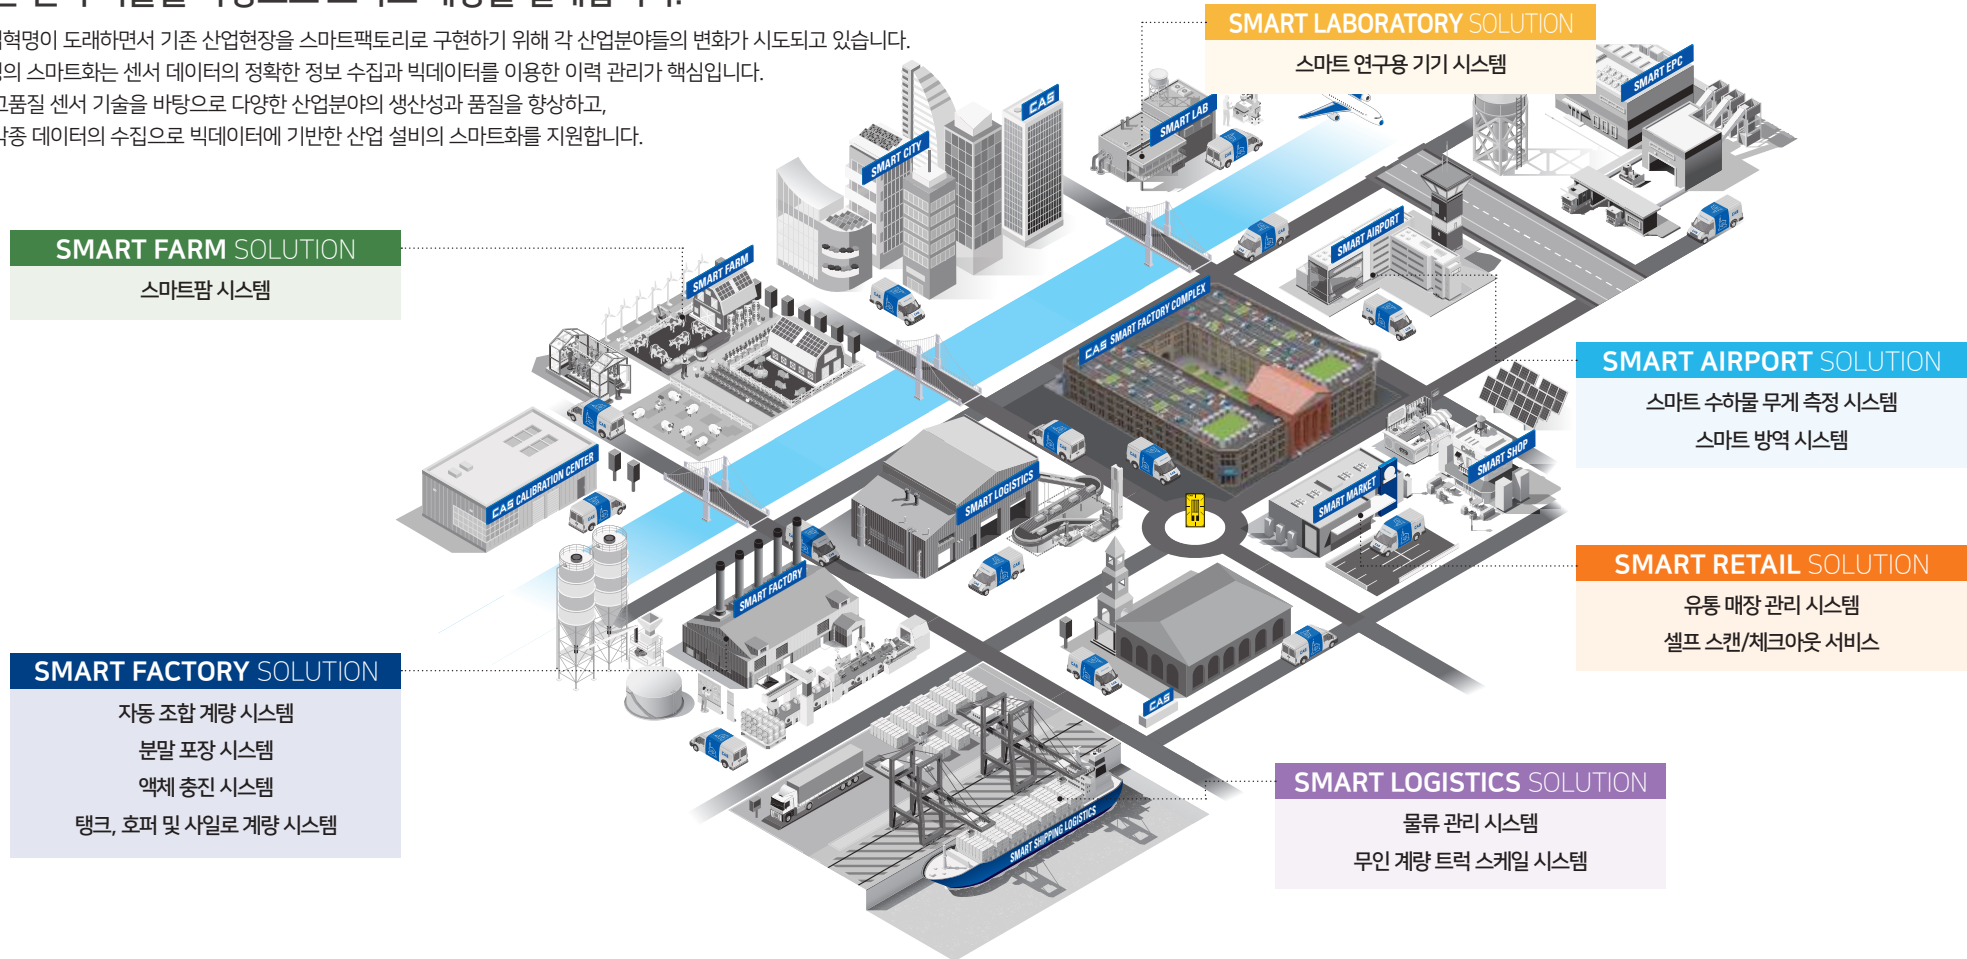 혁명이 도래하면서 기존 산업현장을 스마트팩토리로 구현하기 위해 각 산업분야들의 변화가 시도되고 있습니다.
의 스마트화는 센서 데이터의 정확한 정보 수집과 빅데이터를 이용한 이력 관리가 핵심입니다.
고품질 센서 기술을 바탕으로 다양한 산업분야의 생산성과 품질을 향상하고,
각종 데이터의 수집으로 빅데이터에 기반한 산업 설비의 스마트화를 지원합니다.
SMART LABORATORY SOLUTION
스마트 연구용 기기 시스템
SMART EPC
CAS
SMART LAB
SMART CITY
SMART FARM SOLUTION
스마트팜 시스템
SMART FARM
SMART AIRPORT
CAS SMART FACTORY COMPLEX
SMART AIRPORT SOLUTION
스마트 수하물 무게 측정 시스템
스마트 방역 시스템
CAS CALIBRATION CENTER
SMART LOGISTICS
SMART MARKET
SMART SHOP
SMART RETAIL SOLUTION
유통 매장 관리 시스템
셀프 스캔/체크아웃 서비스
SMART FACTORY
SMART FACTORY SOLUTION
자동 조합 계량 시스템
분말 포장 시스템
액체 충진 시스템
탱크, 호퍼 및 사일로 계량 시스템
CAS
SMART SHIPPING LOGISTICS
SMART LOGISTICS SOLUTION
물류 관리 시스템
무인 계량 트럭 스케일 시스템